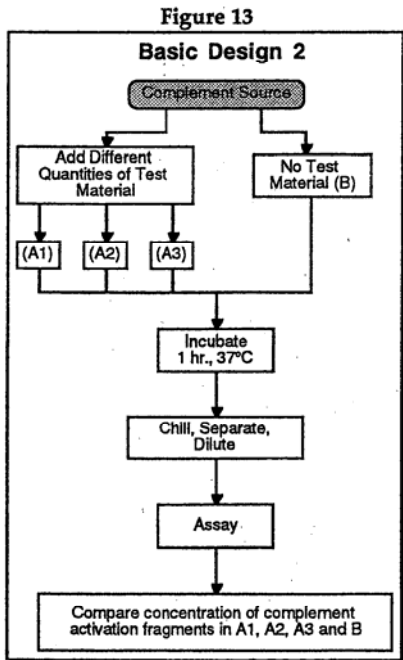 Figure 13
Basic Design 2
Complement Source
Add Different
Quantities of Test
Material
No Test
Material (B)
(A1) (A2) (A3)
Incubate
1 hr., 37°C
Chill, Separate,
Dilute
Assay
Compare concentration of complement
activation fragments in A1, A2, A3 and B